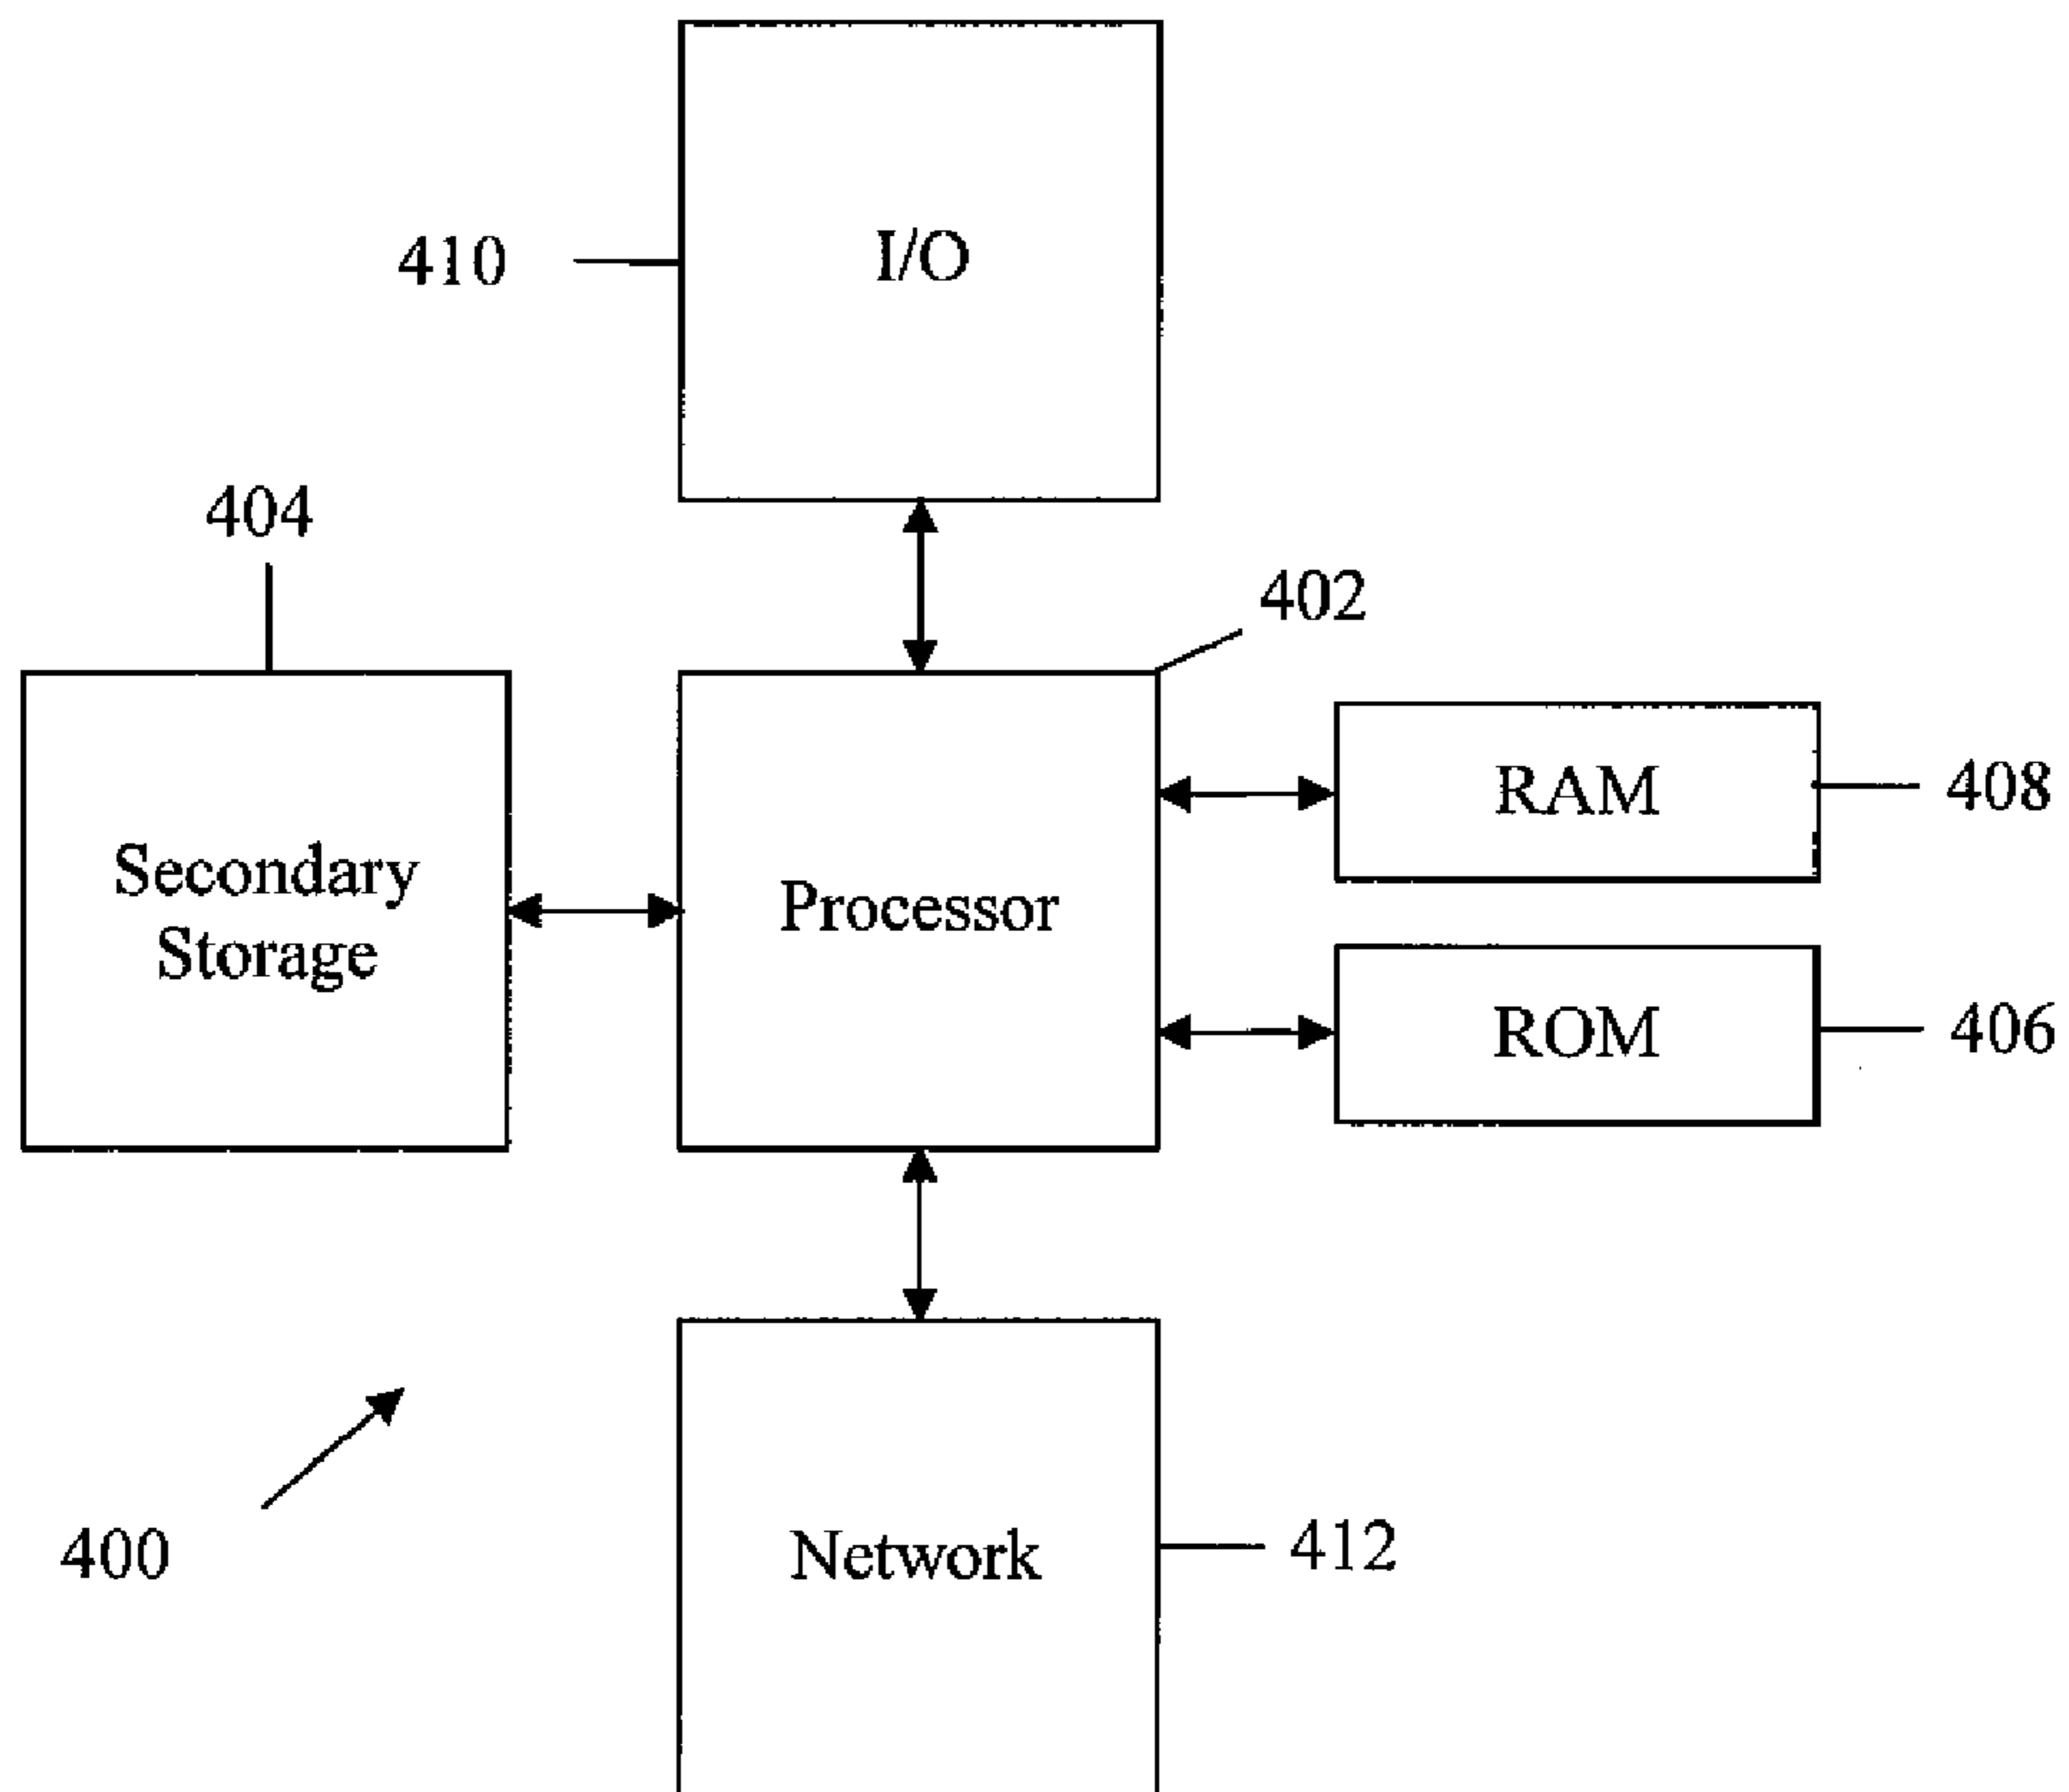 I/O
410
404
402
RAM
408
Secondary
Storage
Processor
ROM
406
400
Network
412